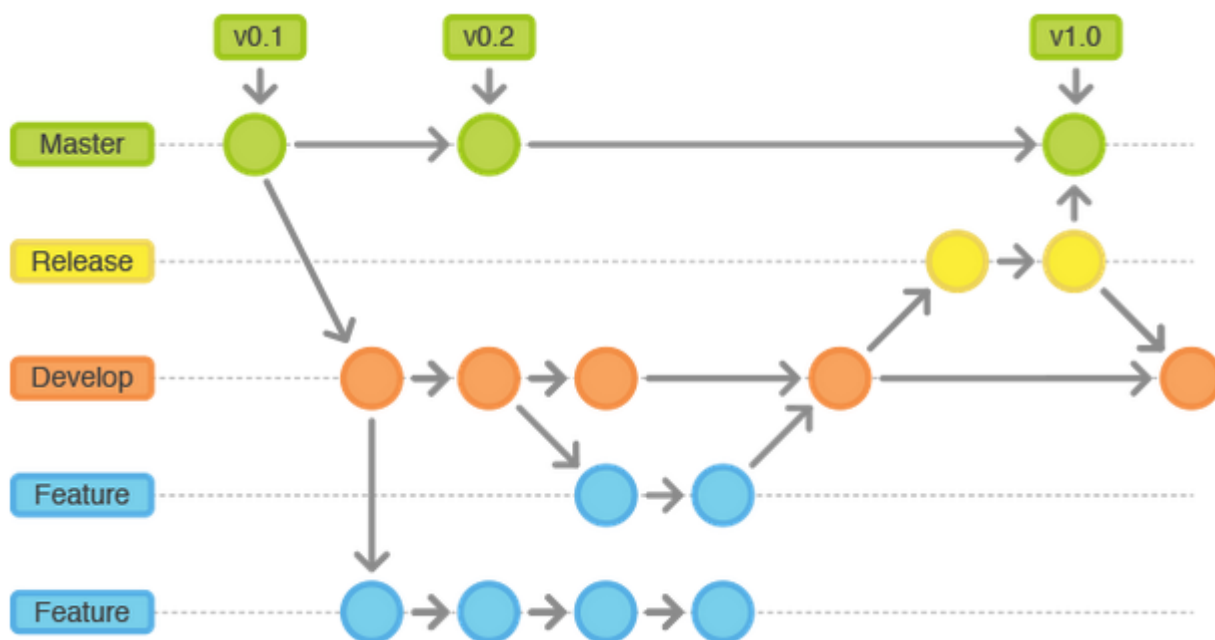 v0.1
v0.2
v1.0
Master
Release
Develop
Feature
Feature